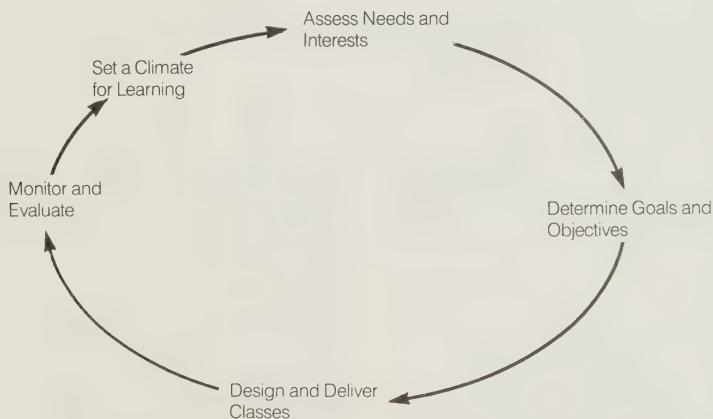 Assess Needs and
Interests
Set a Climate
for Learning
Monitor and
Evaluate
Determine Goals and
Objectives
Design and Deliver
Classes